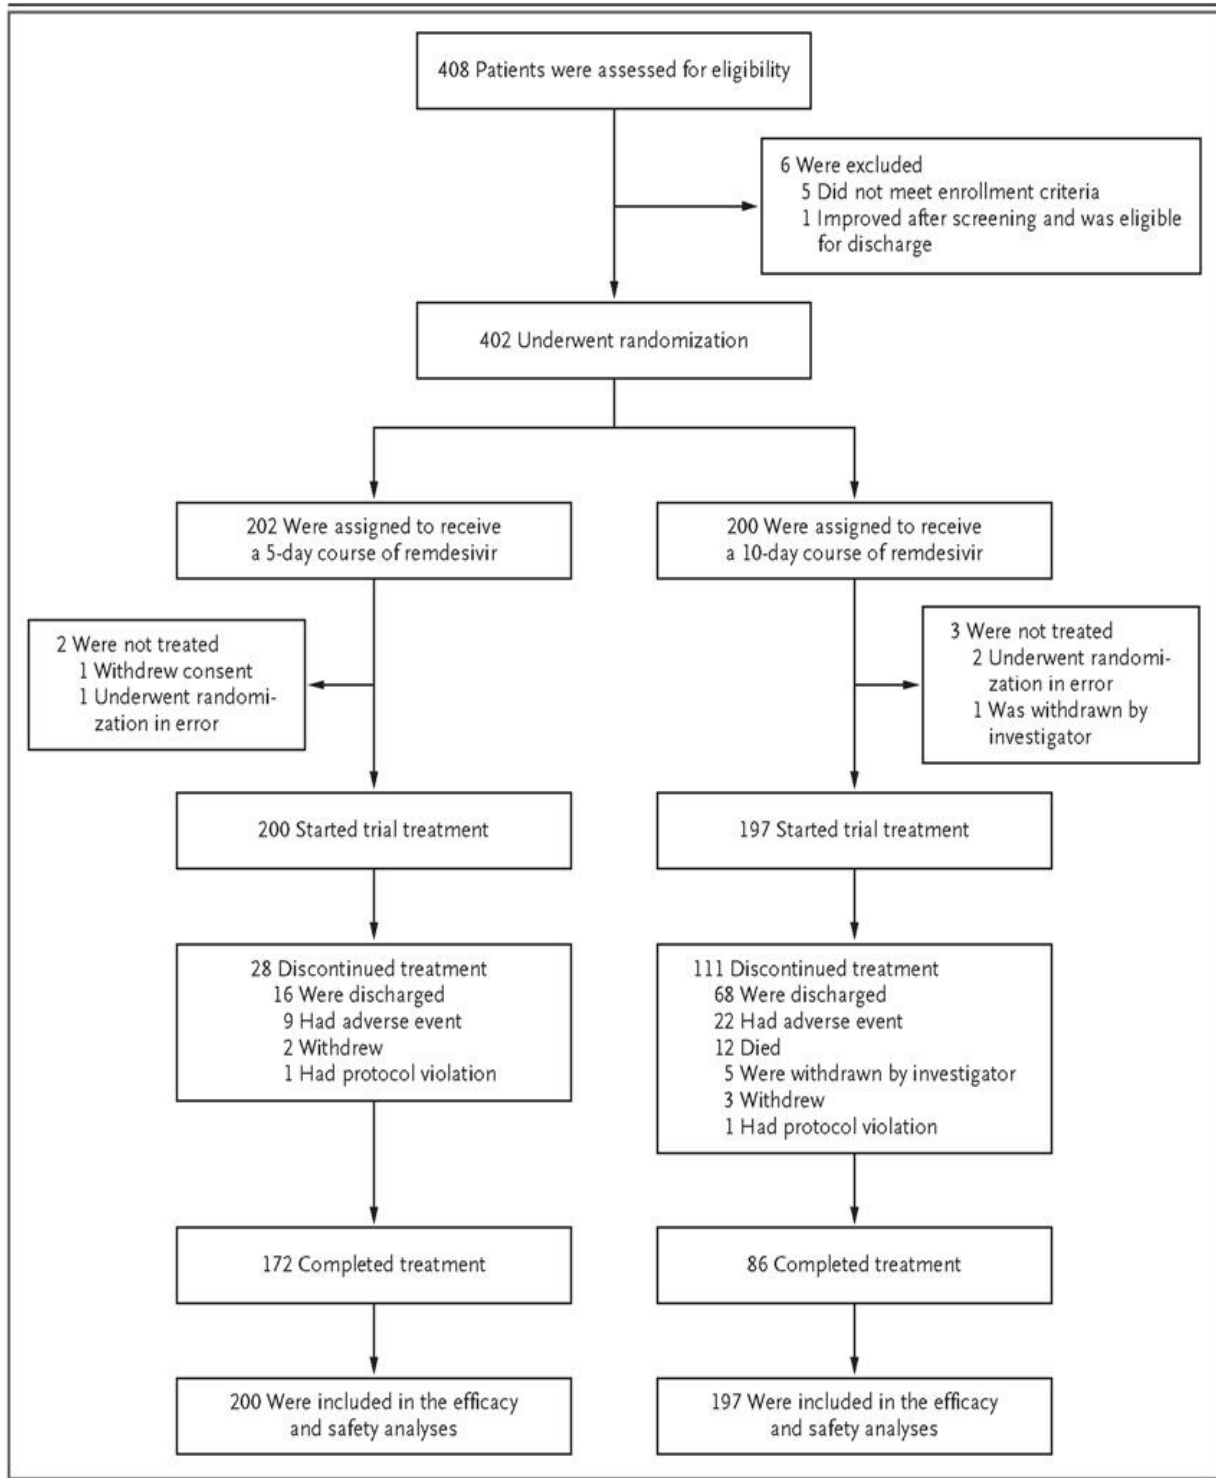 408 Patients were assessed for eligibility
6 Were excluded
5 Did not meet enrollment criteria
1 Improved after screening and was eligible
for discharge
402 Underwent randomization
202 Were assigned to receive
a 5-day course of remdesivir
200 Were assigned to receive
a 10-day course of remdesivir
2 Were not treated
1 Withdrew consent
1 Underwent randomi-
zation in error
3 Were not treated
2 Underwent randomi-
zation in error
1 Was withdrawn by
investigator
200 Started trial treatment
197 Started trial treatment
28 Discontinued treatment
16 Were discharged
9 Had adverse event
2 Withdrew
1 Had protocol violation
111 Discontinued treatment
68 Were discharged
22 Had adverse event
12 Died
5 Were withdrawn by investigator
3 Withdrew
1 Had protocol violation
172 Completed treatment
86 Completed treatment
200 Were included in the efficacy
and safety analyses
197 Were included in the efficacy
and safety analyses